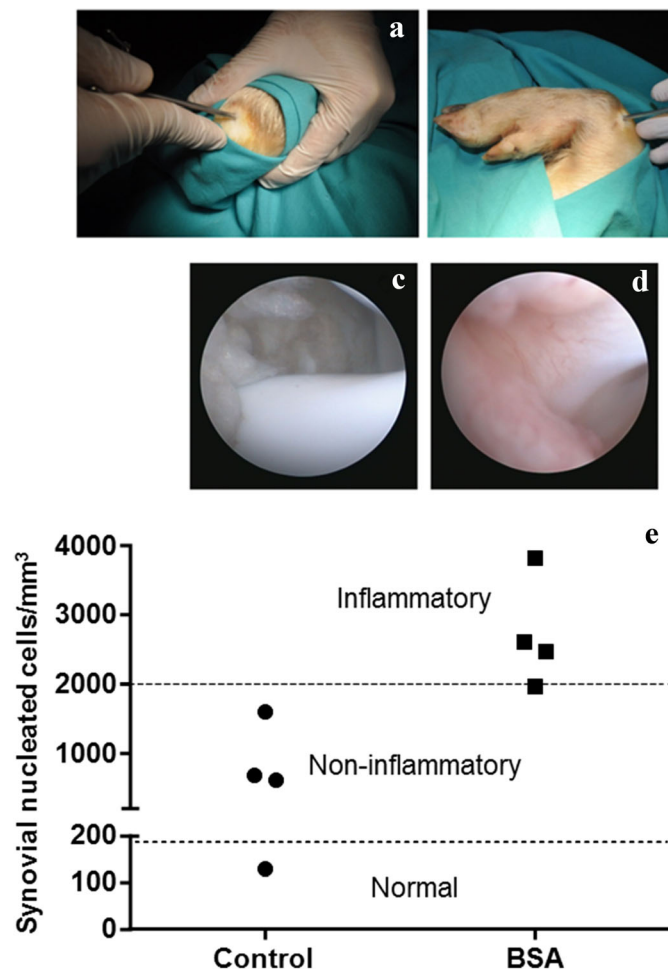 a
c
d
e
Synovial nucleated cells/mm³
4000
3000
2000
1000
200
100
0
Inflammatory
Non-inflammatory
Normal
Control
BSA